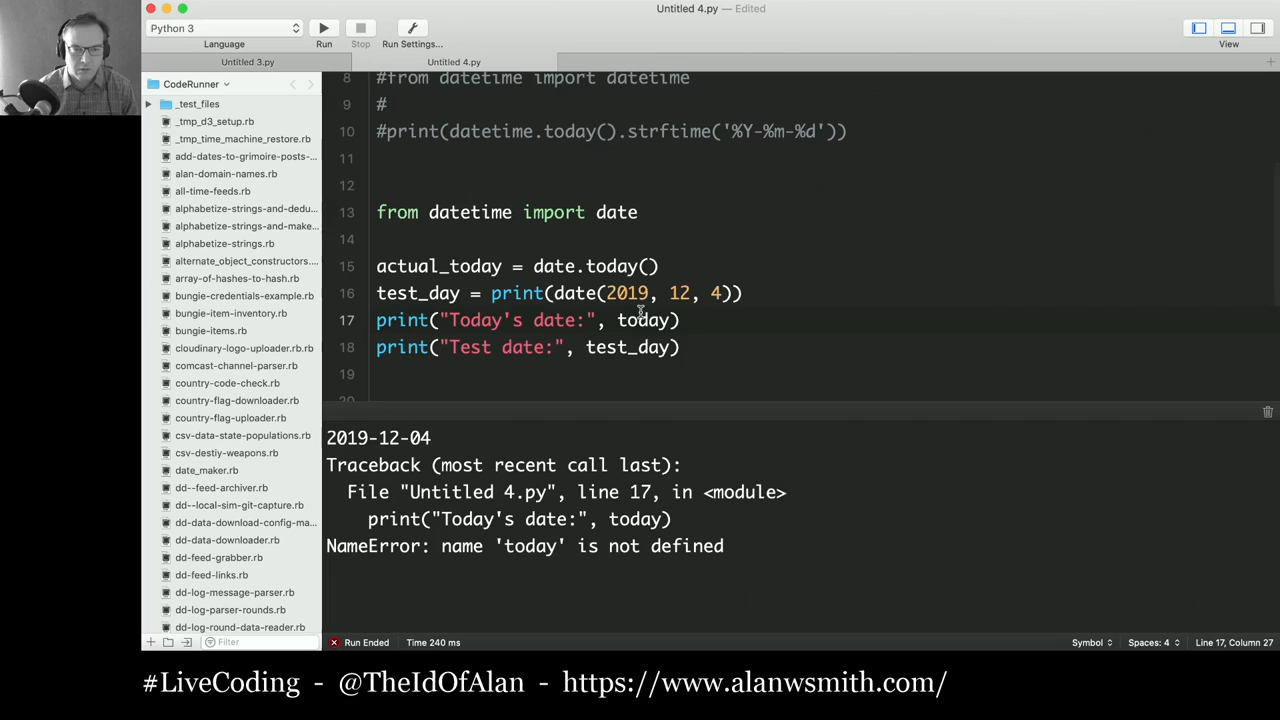 Untitled 4.py — Edited
Python 3
Language
Run
Stop
Run Settings...
View
Untitled 3.py
Untitled 4.py
CodeRunner
_test_files
_tmp_d3_setup.rb
_tmp_time_machine_restore.rb
add-dates-to-grimoire-posts-...
alan-domain-names.rb
all-time-feeds.rb
alphabetize-strings-and-dedu...
alphabetize-strings-and-make...
alphabetize-strings.rb
alternate_object_constructors...
array-of-hashes-to-hash.rb
bungie-credentials-example.rb
bungie-item-inventory.rb
bungie-items.rb
cloudinary-logo-uploader.rb.rb
comcast-channel-parser.rb
country-code-check.rb
country-flag-downloader.rb
country-flag-uploader.rb
csv-data-state-populations.rb
csv-destiy-weapons.rb
date_maker.rb
dd--feed-archiver.rb
dd--local-sim-git-capture.rb
dd-data-download-config-ma...
dd-data-downloader.rb
dd-feed-grabber.rb
dd-feed-links.rb
dd-log-message-parser.rb
dd-log-parser-rounds.rb
dd-log-round-data-reader.rb
Filter
8 #from datetime import datetime
9 #
10 #print(datetime.today().strftime('%Y-%m-%d'))
11
12
13 from datetime import date
14
15 actual_today = date.today()
16 test_day = print(date(2019, 12, 4))
17 print("Today's date:", today)
18 print("Test date:", test_day)
19
20
2019-12-04
Traceback (most recent call last):
File "Untitled 4.py", line 17, in <module>
print("Today's date:", today)
NameError: name 'today' is not defined
Run Ended Time 240 ms
Symbol Spaces: 4 Line 17, Column 27
#LiveCoding - @TheIdOfAlan - https://www.alanwsmith.com/